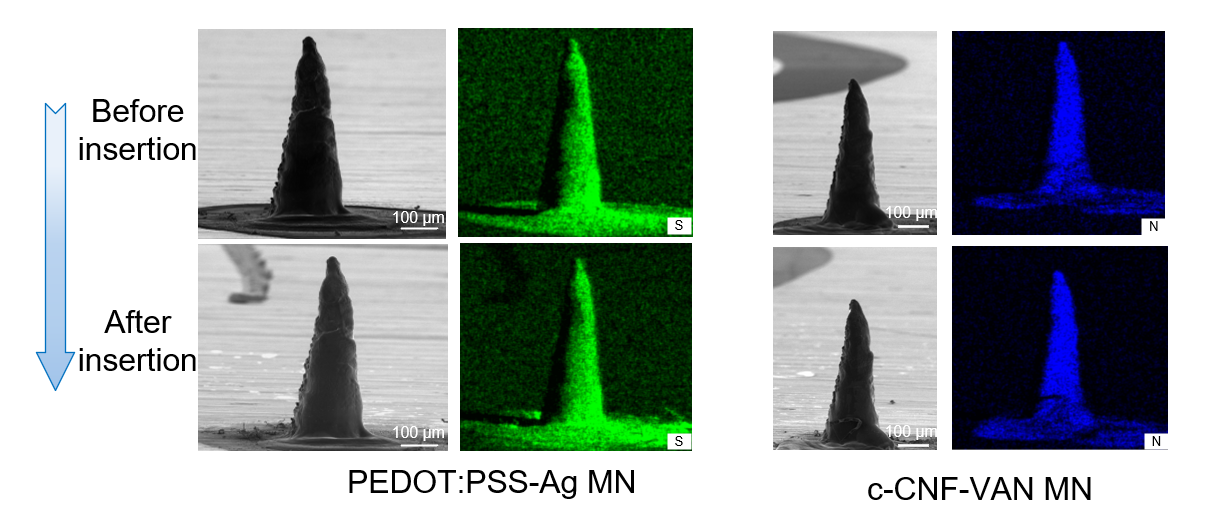 Before
insertion
100 µm
S
100 µm
N
After
insertion
100 µm
S
100 µm
N
PEDOT:PSS-Ag MN
c-CNF-VAN MN